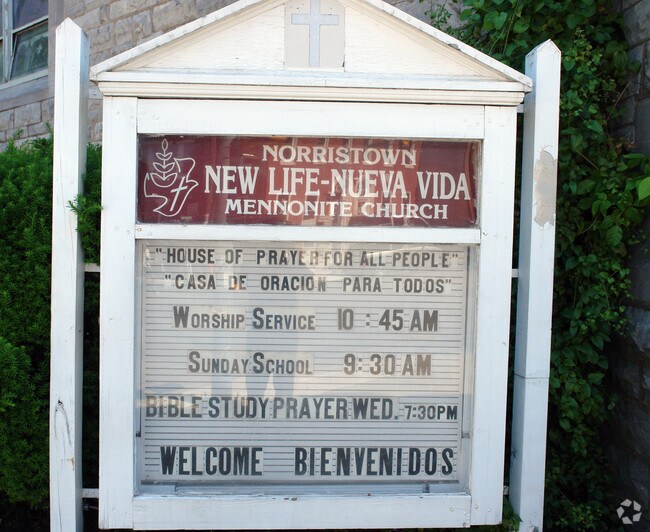 NORRISTOWN
NEW LIFE-NUEVA VIDA
MENNONITE CHURCH
"HOUSE OF PRAYER FOR ALL PEOPLE"
"CASA DE ORACION PARA TODOS"
WORSHIP SERVICE 10:45 AM
SUNDAY SCHOOL 9:30 AM
BIBLE STUDY PRAYER WED. 7:30PM
WELCOME BIENVENIDOS